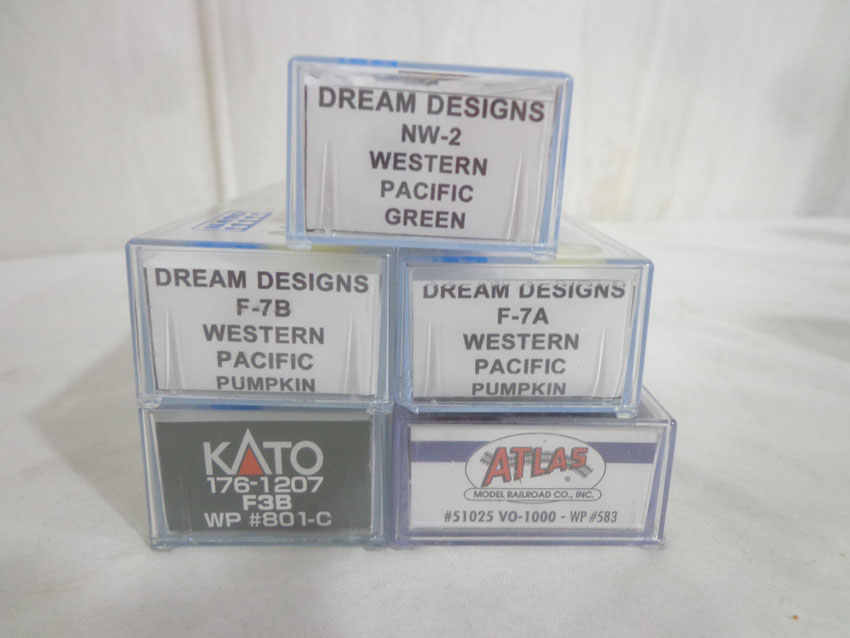 DREAM DESIGNS
NW-2
WESTERN
PACIFIC
GREEN
KATO
DREAM DESIGNS
F-7B
WESTERN
PACIFIC
PUMPKIN
DREAM DESIGNS
F-7A
WESTERN
PACIFIC
PUMPKIN
KATO
176-1207
F3B
WP #801-C
ATLAS
®
MODEL RAILROAD CO., INC.
#51025 VO-1000 - WP #583